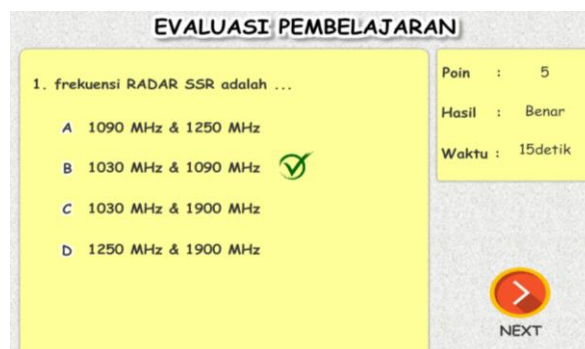 EVALUASI PEMBELAJARAN
1. frekuensi RADAR SSR adalah ...
A 1090 MHz & 1250 MHz
B 1030 MHz & 1090 MHz
C 1030 MHz & 1900 MHz
D 1250 MHz & 1900 MHz
Poin : 5
Hasil : Benar
Waktu : 15detik
NEXT